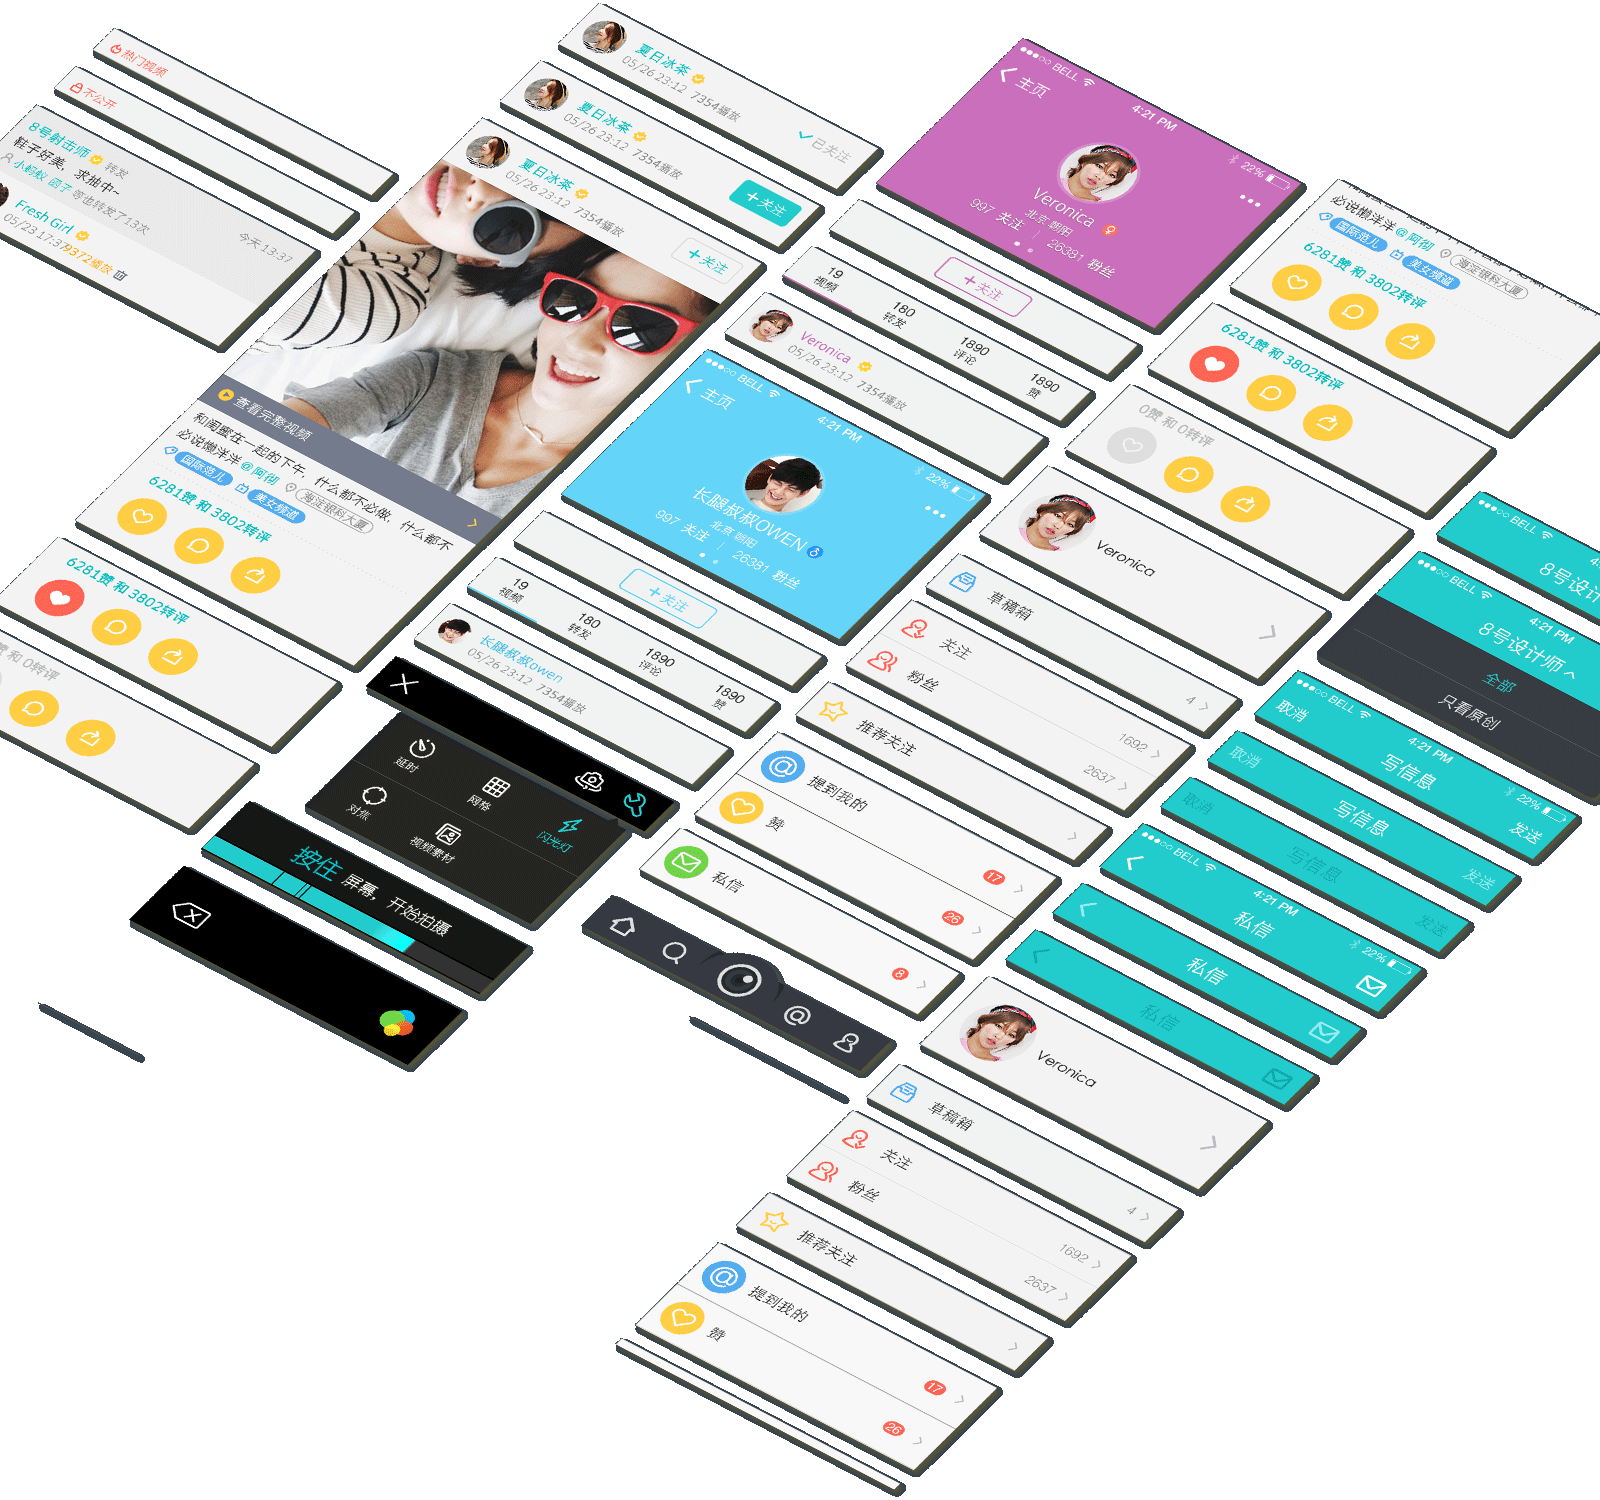 热门视频
不公开
8号射击师 转发
鞋子好美，求抽中~
小蚂蚁 圆子 等也转发了13次
今天13:37
Fresh Girl
05/23 17:37 9372播放
夏日冰茶
05/26 23:12 7354播放
已关注
夏日冰茶
05/26 23:12 7354播放
+关注
夏日冰茶
05/26 23:12 7354播放
+关注
查看完整视频
和闺蜜在一起的下午，什么都不必做，什么都不
必说懒洋洋 @阿彻
国际范儿 美女频道 海淀银科大厦
6281赞 和 3802转评
6281赞 和 3802转评
赞 和 0转评
BELL 4:21 PM 22%
主页
Veronica
北京 朝阳
997 关注 26381 粉丝
+关注
19 视频
180 转发
1890 评论
1890 赞
Veronica
05/26 23:12 7354播放
BELL 4:21 PM 22%
主页
长腿叔叔OWEN
北京 朝阳
997 关注 26381 粉丝
+关注
19 视频
180 转发
1890 评论
1890 赞
长腿叔叔owen
05/26 23:12 7354播放
延时
网格
闪光灯
对焦
视频素材
按住 屏幕，开始拍摄
必说懒洋洋 @阿彻
国际范儿 美女频道 海淀银科大厦
6281赞 和 3802转评
6281赞 和 3802转评
0赞 和 0转评
Veronica
草稿箱 4
关注 1692
粉丝 2637
推荐关注
提到我的 17
赞 26
私信 8
BELL
8号设计
BELL 4:21 PM
8号设计师
全部
只看原创
BELL 4:21 PM 22%
取消 写信息 发送
取消 写信息 发送
取消 写信息 发送
BELL 4:21 PM 22%
私信
私信
私信
Veronica
草稿箱 4
关注 1692
粉丝 2637
推荐关注
提到我的 17
赞 26